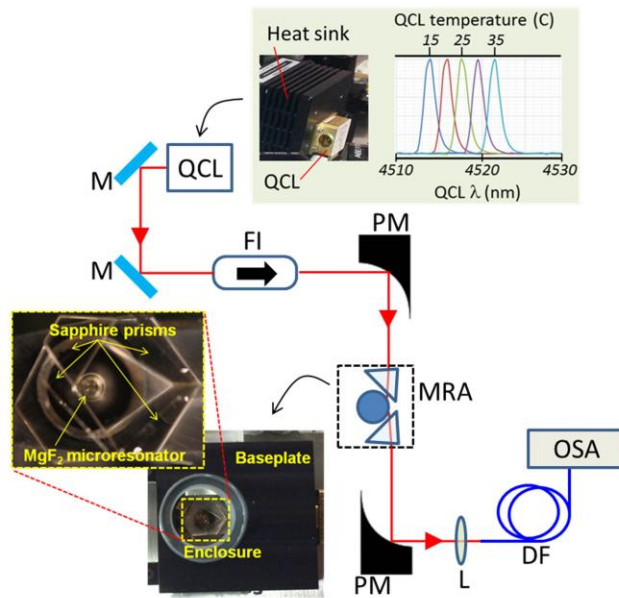 QCL temperature (C)
15 25 35
Heat sink
QCL
4510 4520 4530
QCL λ (nm)
QCL
M
M
FI
PM
Sapphire prisms
MgF₂ microresonator
MRA
Baseplate
Enclosure
OSA
PM
L
DF